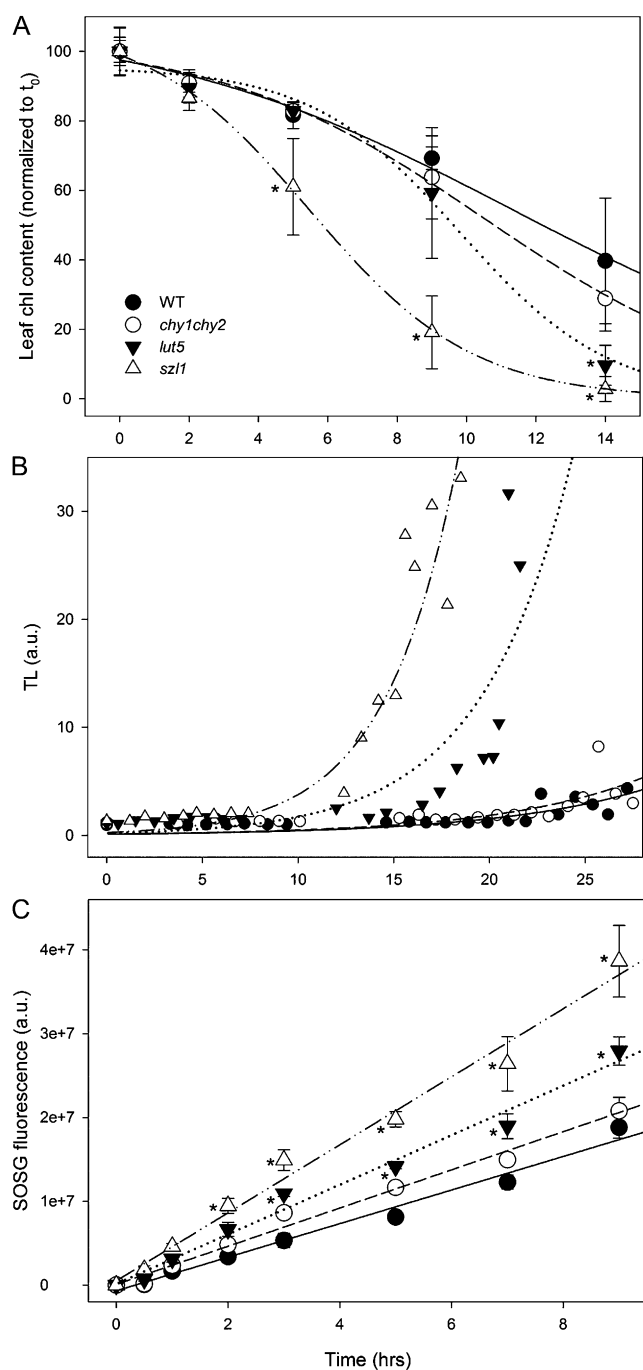 A
Leaf chl content (normalized to t0)
100
80
60
40
20
0
*
*
*
*
WT
chy1chy2
lut5
szl1
0 2 4 6 8 10 12 14
B
TL (a.u.)
30
20
10
0
0 5 10 15 20 25
C
SOSG fluorescence (a.u.)
4e+7
3e+7
2e+7
1e+7
0
*
*
*
*
*
*
*
*
*
0 2 4 6 8
Time (hrs)